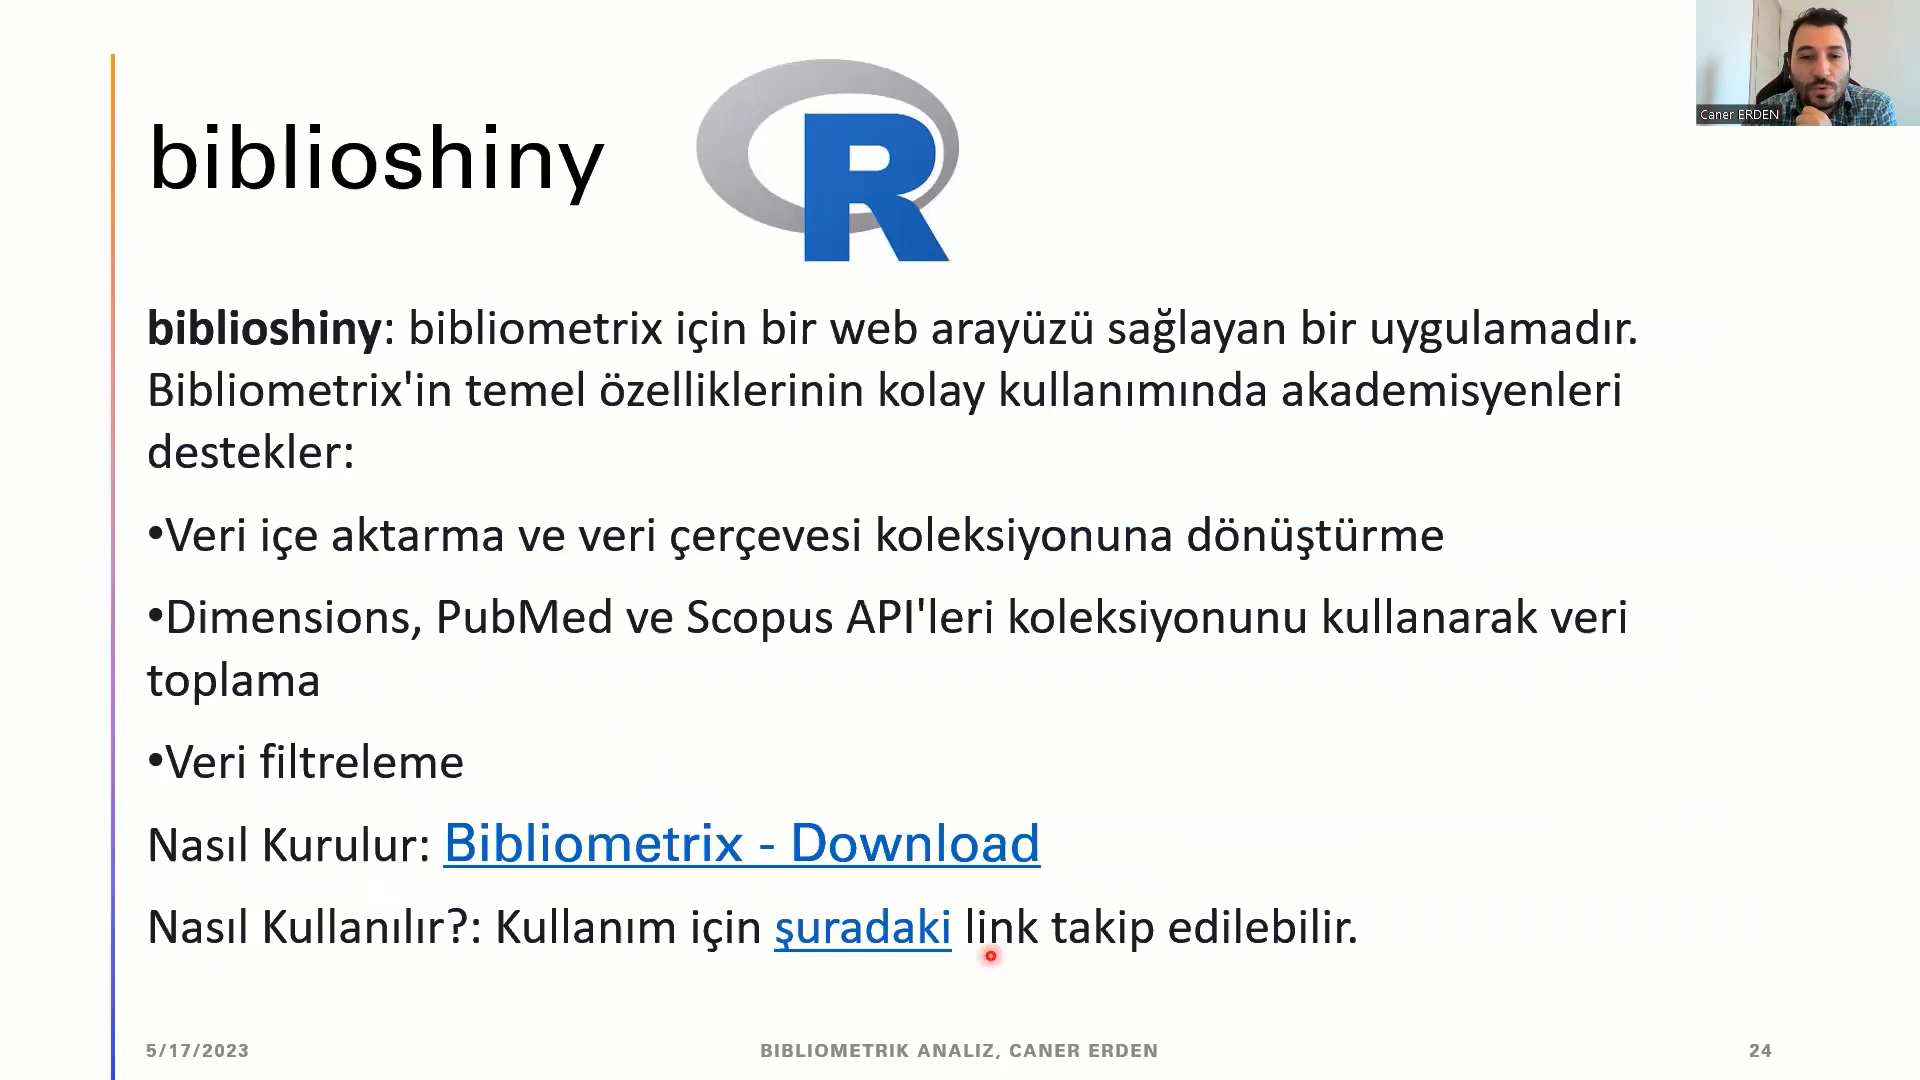 Caner ERDEN
biblioshiny
R
biblioshiny: bibliometrix için bir web arayüzü sağlayan bir uygulamadır.
Bibliometrix'in temel özelliklerinin kolay kullanımında akademisyenleri
destekler:
•Veri içe aktarma ve veri çerçevesi koleksiyonuna dönüştürme
•Dimensions, PubMed ve Scopus API'leri koleksiyonunu kullanarak veri
toplama
•Veri filtreleme
Nasıl Kurulur: Bibliometrix - Download
Nasıl Kullanılır?: Kullanım için şuradaki link takip edilebilir.
5/17/2023
BIBLIOMETRIK ANALIZ, CANER ERDEN
24